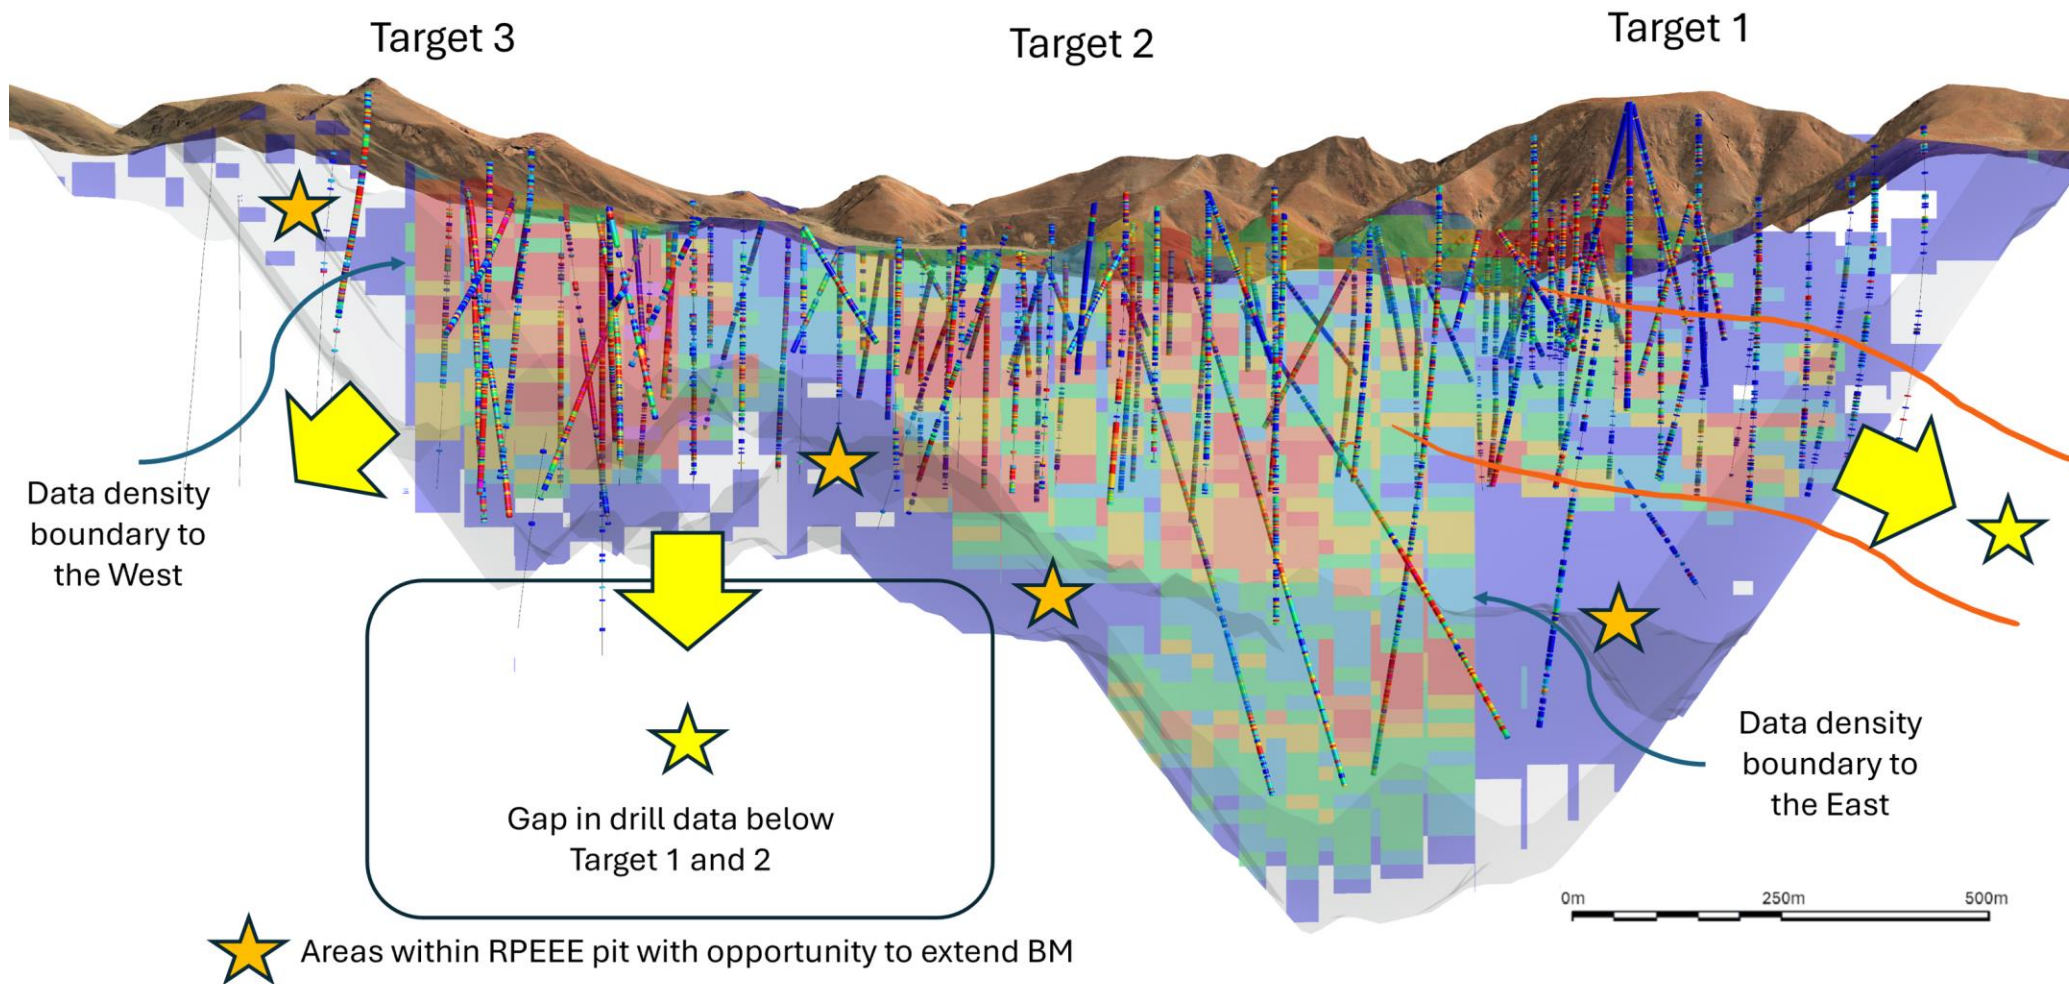 Target 3
Target 2
Target 1
Data density
boundary to
the West
Gap in drill data below
Target 1 and 2
Data density
boundary to
the East
0m 250m 500m
Areas within RPEEE pit with opportunity to extend BM